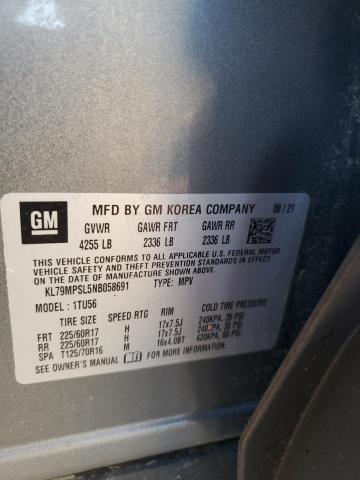 GM
MFD BY GM KOREA COMPANY 08/21
GVWR GAWR FRT GAWR RR
4255 LB 2336 LB 2336 LB
THIS VEHICLE CONFORMS TO ALL APPLICABLE U.S. FEDERAL MOTOR
VEHICLE SAFETY, BUMPER, AND THEFT PREVENTION STANDARDS IN
EFFECT ON THE DATE OF MANUFACTURE SHOWN ABOVE.
KL79MPSL5NB058691 TYPE: MPV
MODEL: 1TU56
TIRE SIZE SPEED RTG RIM COLD TIRE PRESSURE
FRT 225/60R17 H 17x7.5J 240KPA, 35 PSI
RR 225/60R17 H 17x7.5J 240KPA, 35 PSI
SPA T125/70R16 M 16x4.0BT 420KPA, 60 PSI
SEE OWNER'S MANUAL FOR MORE INFORMATION.